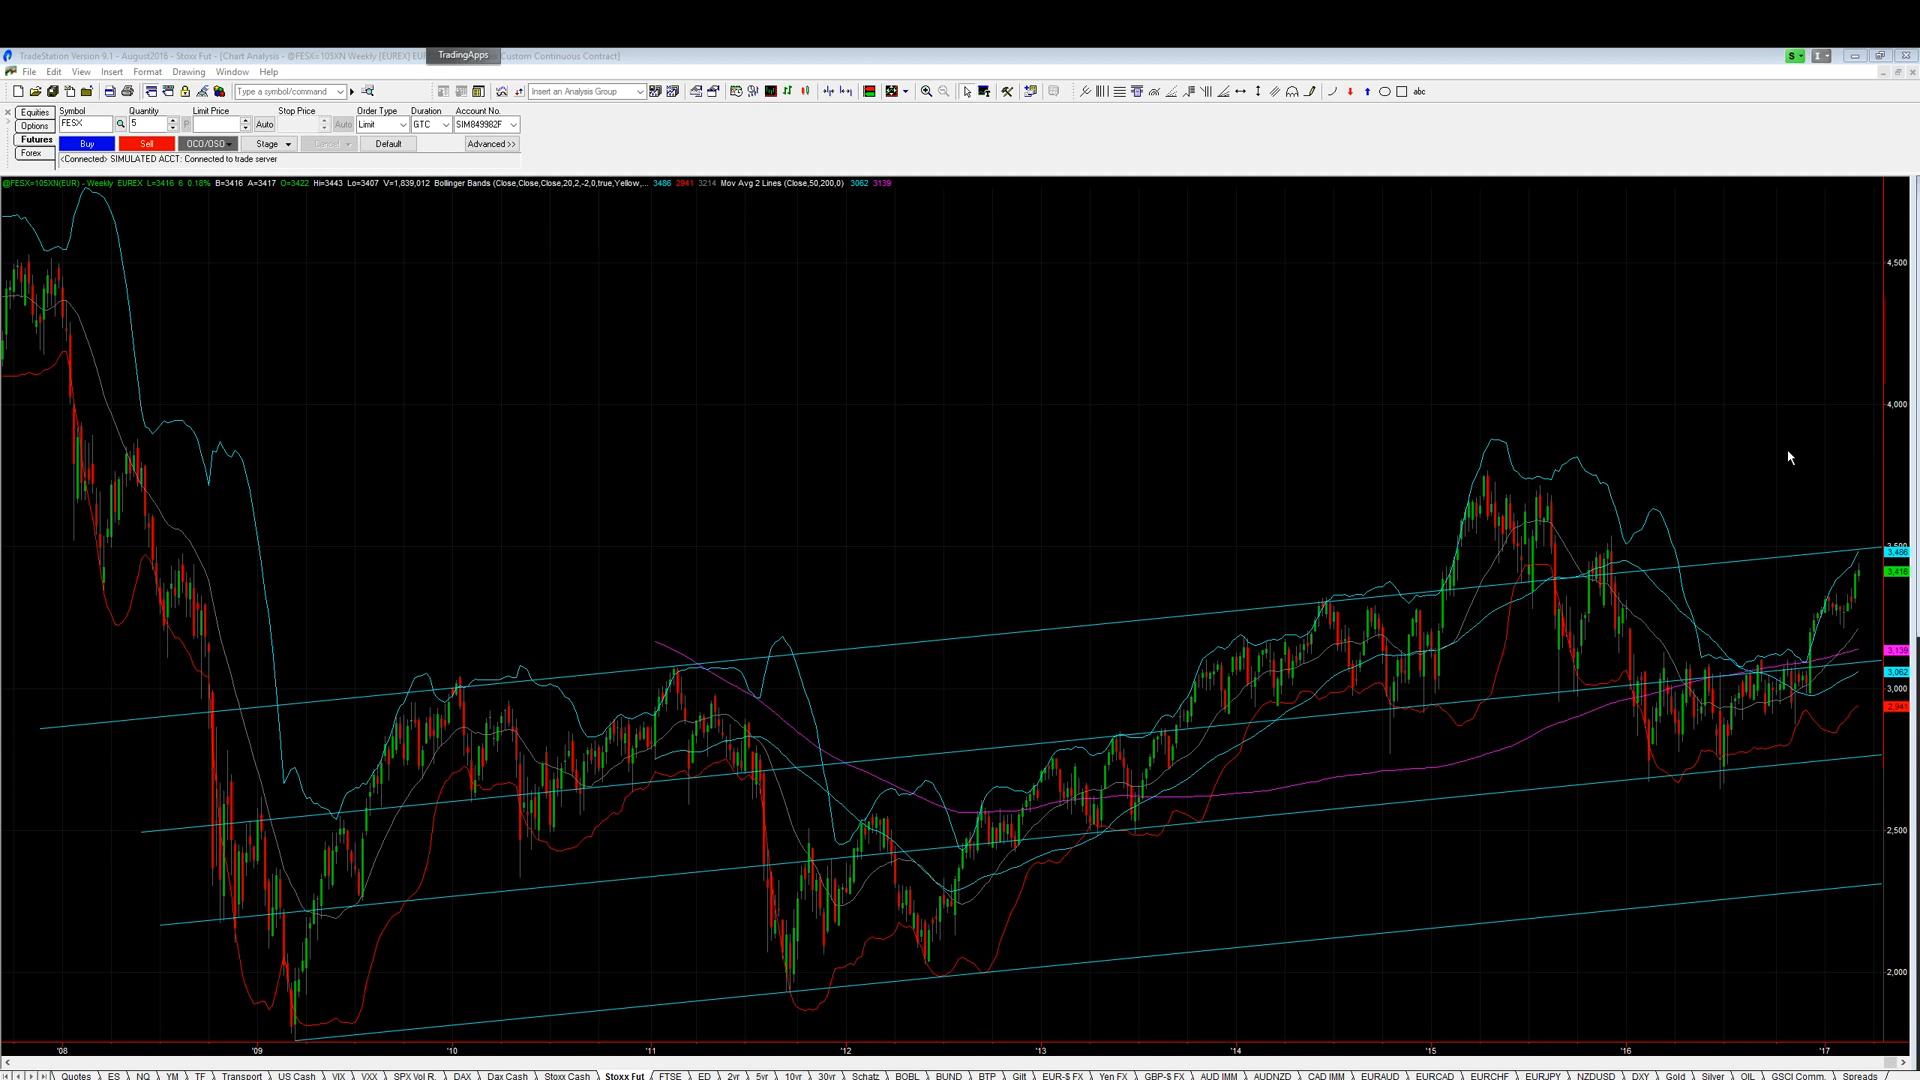 TradeStation Version 9.1 - August2016 - Stoxx Fut - [Chart Analysis - @FESX=105XN Weekly [EUREX] EUR TradingApps Custom Continuous Contract]
S I
File Edit View Insert Format Drawing Window Help
Type a symbol/command Insert an Analysis Group abc
Equities Symbol Quantity Limit Price Stop Price Order Type Duration Account No.
Options FESX 5 Auto Auto Limit GTC SIM849982F
Futures Buy Sell OCO/OSO Stage Cancel Default Advanced >>
Forex <Connected> SIMULATED ACCT: Connected to trade server
@FESX=105XN(EUR) - Weekly EUREX L=3416 6 0.18% B=3416 A=3417 O=3422 Hi=3443 Lo=3407 V=1,839,012 Bollinger Bands (Close,Close,Close,20,2,-2,0,true,Yellow,... 3486 2941 3214 Mov Avg 2 Lines (Close,50,200,0) 3062 3139
4,500
4,000
3,500
3,486
3,416
3,139
3,062
3,000
2,941
2,500
2,000
'08 '09 '10 '11 '12 '13 '14 '15 '16 '17
Quotes ES NQ YM TF Transport US Cash VIX VXX SPX Vol R. DAX Dax Cash Stoxx Cash Stoxx Fut FTSE ED 2yr 5yr 10yr 30yr Schatz BOBL BUND BTP Gilt EUR-$ FX Yen FX GBP-$ FX AUD IMM AUDNZD CAD IMM EURAUD EURCAD EURCHF EURJPY NZDUSD DXY Gold Silver OIL GSCI Comm. Spreads